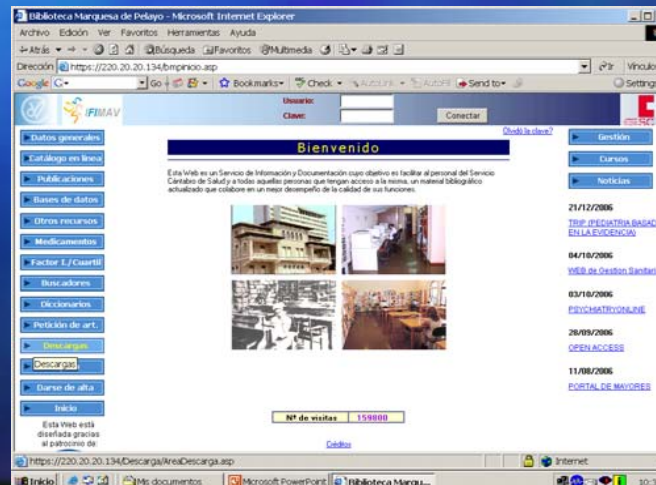 Biblioteca Marquesa de Pelayo - Microsoft Internet Explorer
Archivo Edición Ver Favoritos Herramientas Ayuda
Atrás Búsqueda Favoritos Multimedia
Dirección https://220.20.20.134/bmpinicio.asp Ir Vínculos
Google G Go Bookmarks Check AutoLink AutoFill Send to Settings
IFIMAV
Usuario:
Clave: Conectar
Olvidó la clave?
Datos generales
Catálogo en línea
Publicaciones
Bases de datos
Otros recursos
Medicamentos
Factor I./Cuartil
Buscadores
Diccionarios
Petición de art.
Descargas
Descargas
Darse de alta
Inicio
Esta Web está
diseñada gracias
al patrocinio de:
Bienvenido
Esta Web es un Servicio de Información y Documentación cuyo objetivo es facilitar al personal del Servicio
Cántabro de Salud y a todas aquellas personas que tengan acceso a la misma, un material bibliográfico
actualizado que colabore en un mejor desempeño de la calidad de sus funciones.
Nº de visitas 159800
Créditos
Gestión
Cursos
Noticias
21/12/2006
TRIP (PEDIATRIA BASAD
EN LA EVIDENCIA)
04/10/2006
WEB de Gestion Sanitari
03/10/2006
PSYCHIATRYONLINE
28/09/2006
OPEN ACCESS
11/08/2006
PORTAL DE MAYORES
https://220.20.20.134/Descarga/AreaDescarga.asp Internet
Inicio Mis documentos Microsoft PowerPoint Biblioteca Marqu...